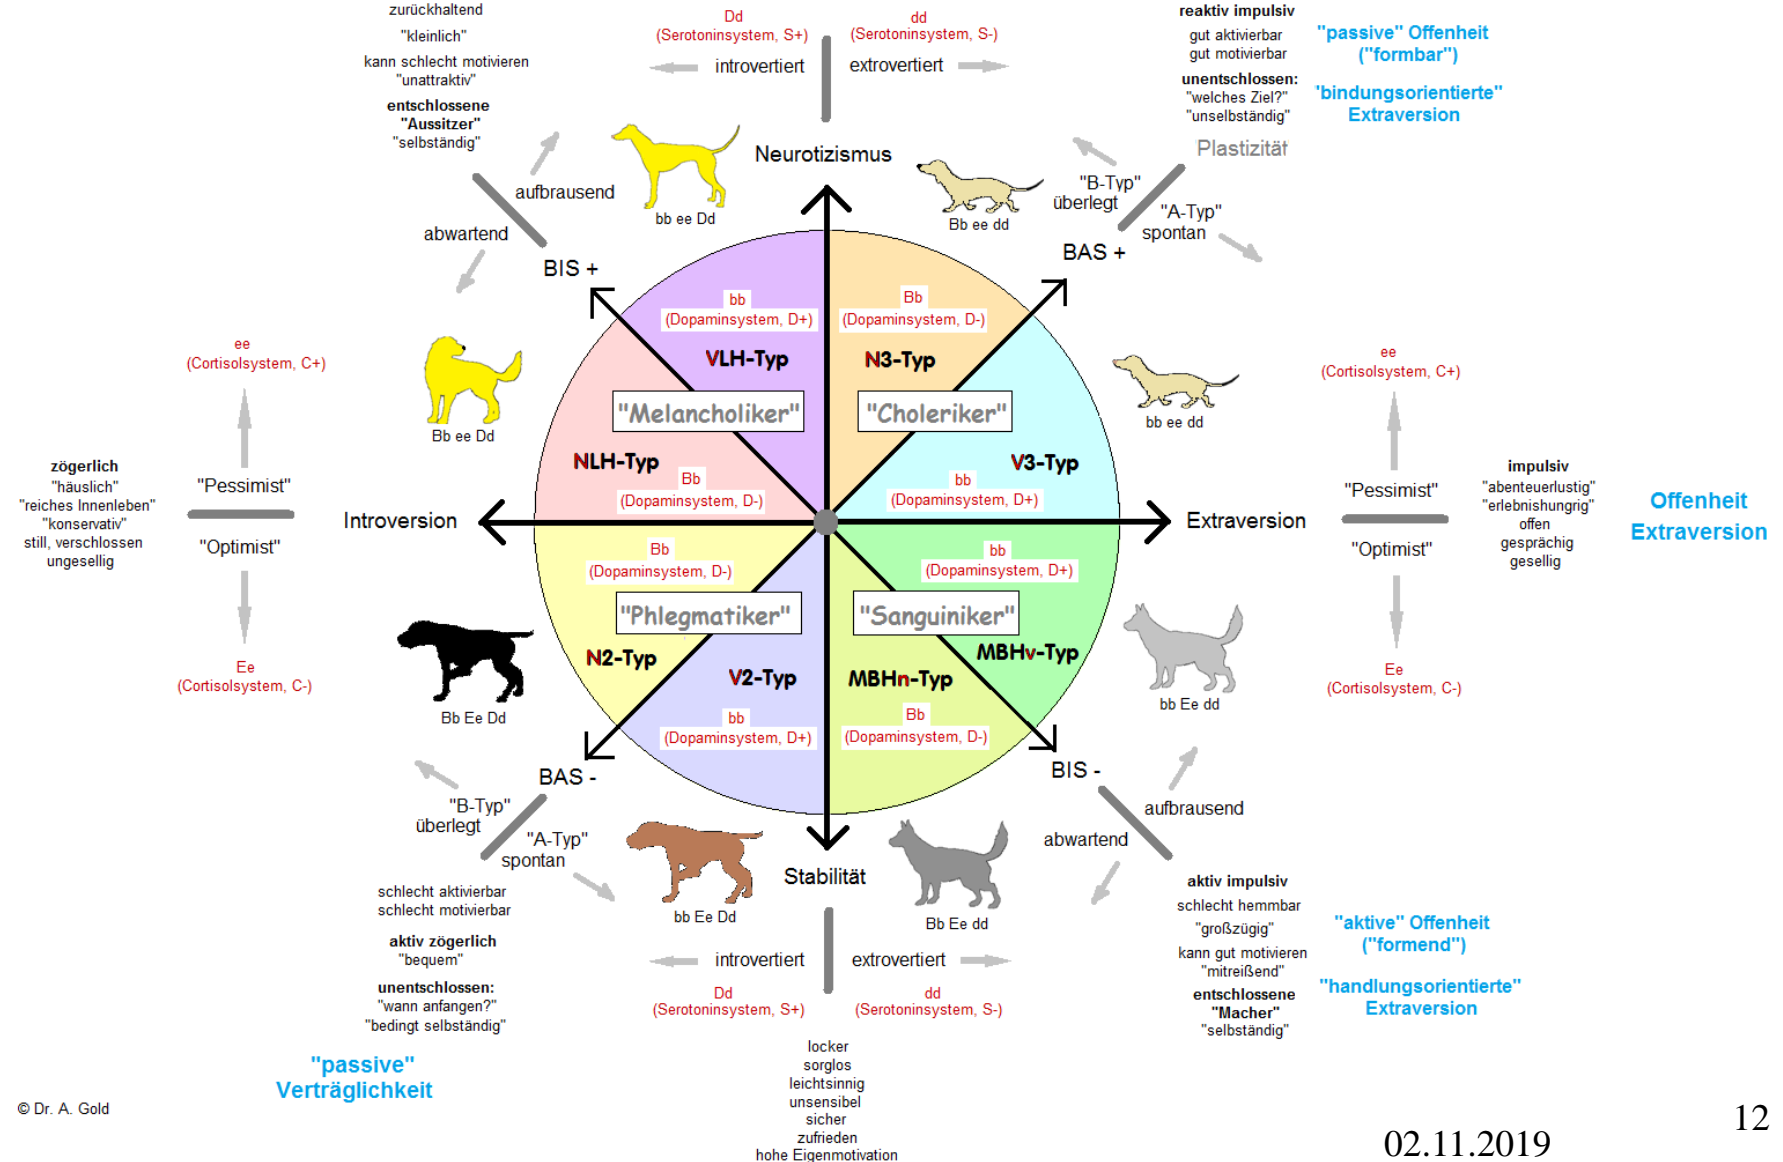 zurückhaltend
"kleinlich"
kann schlecht motivieren
"unattraktiv"
entschlossene
"Aussitzer"
"selbständig"
Dd
(Serotoninsystem, S+)
dd
(Serotoninsystem, S-)
introvertiert
extrovertiert
reaktiv impulsiv
gut aktivierbar
gut motivierbar
unentschlossen:
"welches Ziel?"
"unselbständig"
"passive" Offenheit
("formbar")
'bindungsorientierte"
Extraversion
Plastizität
Neurotizismus
aufbrausend
abwartend
BIS +
bb ee Dd
Bb ee dd
"B-Typ"
überlegt
"A-Typ"
spontan
BAS +
bb
(Dopaminsystem, D+)
VLH-Typ
Bb
(Dopaminsystem, D-)
N3-Typ
"Melancholiker"
"Choleriker"
ee
(Cortisolsystem, C+)
Bb ee Dd
bb ee dd
ee
(Cortisolsystem, C+)
NLH-Typ
Bb
(Dopaminsystem, D-)
V3-Typ
bb
(Dopaminsystem, D+)
zögerlich
"häuslich"
"reiches Innenleben"
"konservativ"
still, verschlossen
ungesellig
"Pessimist"
"Optimist"
Introversion
Extraversion
"Pessimist"
"Optimist"
impulsiv
"abenteuerlustig"
"erlebnishungrig"
offen
gesprächig
gesellig
Offenheit
Extraversion
Bb
(Dopaminsystem, D-)
bb
(Dopaminsystem, D+)
"Phlegmatiker"
"Sanguiniker"
N2-Typ
V2-Typ
MBHn-Typ
MBHv-Typ
bb
(Dopaminsystem, D+)
Bb
(Dopaminsystem, D-)
Ee
(Cortisolsystem, C-)
Bb Ee Dd
bb Ee dd
Ee
(Cortisolsystem, C-)
BAS -
BIS -
"B-Typ"
überlegt
"A-Typ"
spontan
aufbrausend
abwartend
Stabilität
bb Ee Dd
Bb Ee dd
schlecht aktivierbar
schlecht motivierbar
aktiv zögerlich
"bequem"
unentschlossen:
"wann anfangen?"
"bedingt selbständig"
"passive"
Verträglichkeit
introvertiert
extrovertiert
Dd
(Serotoninsystem, S+)
dd
(Serotoninsystem, S-)
locker
sorglos
leichtsinnig
unsensibel
sicher
zufrieden
hohe Eigenmotivation
aktiv impulsiv
schlecht hemmbar
"großzügig"
kann gut motivieren
"mitreißend"
entschlossene
"Macher"
"selbständig"
"aktive" Offenheit
("formend")
"handlungsorientierte"
Extraversion
© Dr. A. Gold
02.11.2019
12